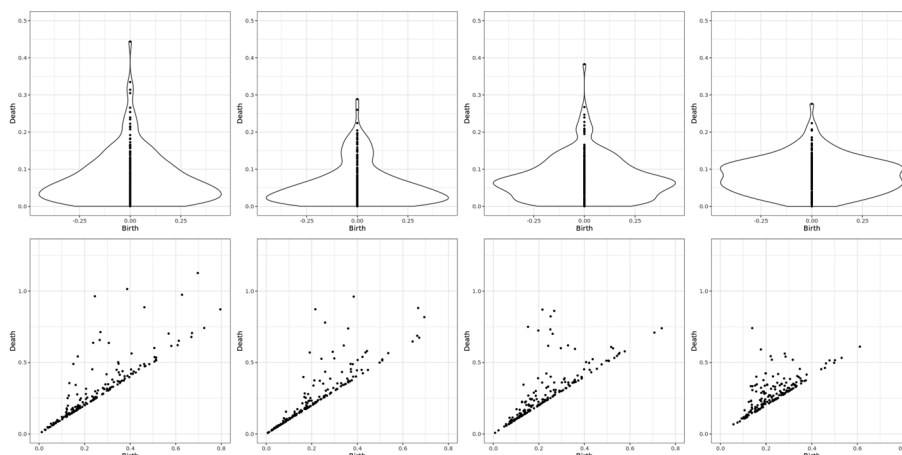 0.5 0.5 0.5 0.5
0.4 0.4 0.4 0.4
0.3 0.3 0.3 0.3
Death Death Death Death
0.2 0.2 0.2 0.2
0.1 0.1 0.1 0.1
0.0 0.0 0.0 0.0
-0.25 0.00 0.25 -0.25 0.00 0.25 -0.25 0.00 0.25 -0.25 0.00 0.25
Birth Birth Birth Birth
1.0 1.0 1.0 1.0
Death Death Death Death
0.5 0.5 0.5 0.5
0.0 0.0 0.0 0.0
0.0 0.2 0.4 0.6 0.8 0.0 0.2 0.4 0.6 0.8 0.0 0.2 0.4 0.6 0.8 0.0 0.2 0.4 0.6
Birth Birth Birth Birth